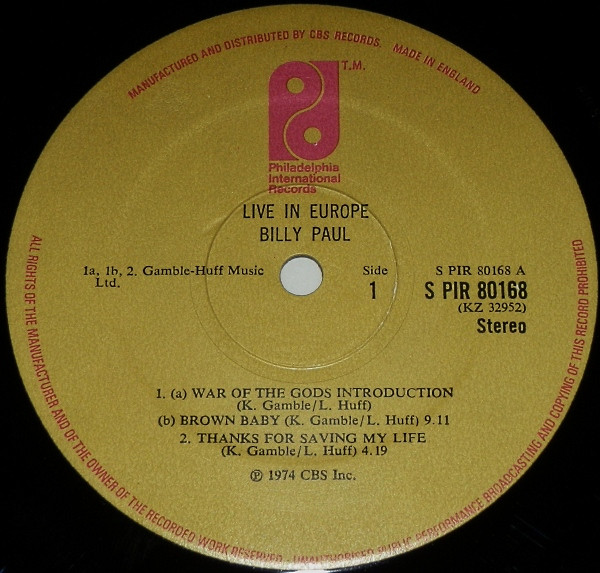 MANUFACTURED AND DISTRIBUTED BY CBS RECORDS. MADE IN ENGLAND
T.M.
Philadelphia
International
Records
LIVE IN EUROPE
BILLY PAUL
1a, 1b, 2. Gamble-Huff Music
Ltd.
Side
1
S PIR 80168 A
S PIR 80168
(KZ 32952)
Stereo
1. (a) WAR OF THE GODS INTRODUCTION
(K. Gamble/L. Huff)
(b) BROWN BABY (K. Gamble/L. Huff) 9.11
2. THANKS FOR SAVING MY LIFE
(K. Gamble/L. Huff) 4.19
℗ 1974 CBS Inc.
ALL RIGHTS OF THE MANUFACTURER AND OF THE OWNER OF THE RECORDED WORK RESERVED - UNAUTHORISED PUBLIC PERFORMANCE BROADCASTING AND COPYING OF THIS RECORD PROHIBITED